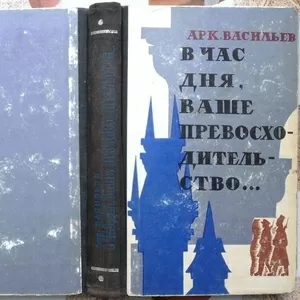 АРК. ВАСИЛЬЕВ
В ЧАС
ДНЯ,
ВАШЕ
ПРЕВОСХО-
ДИТЕЛЬ-
СТВО...